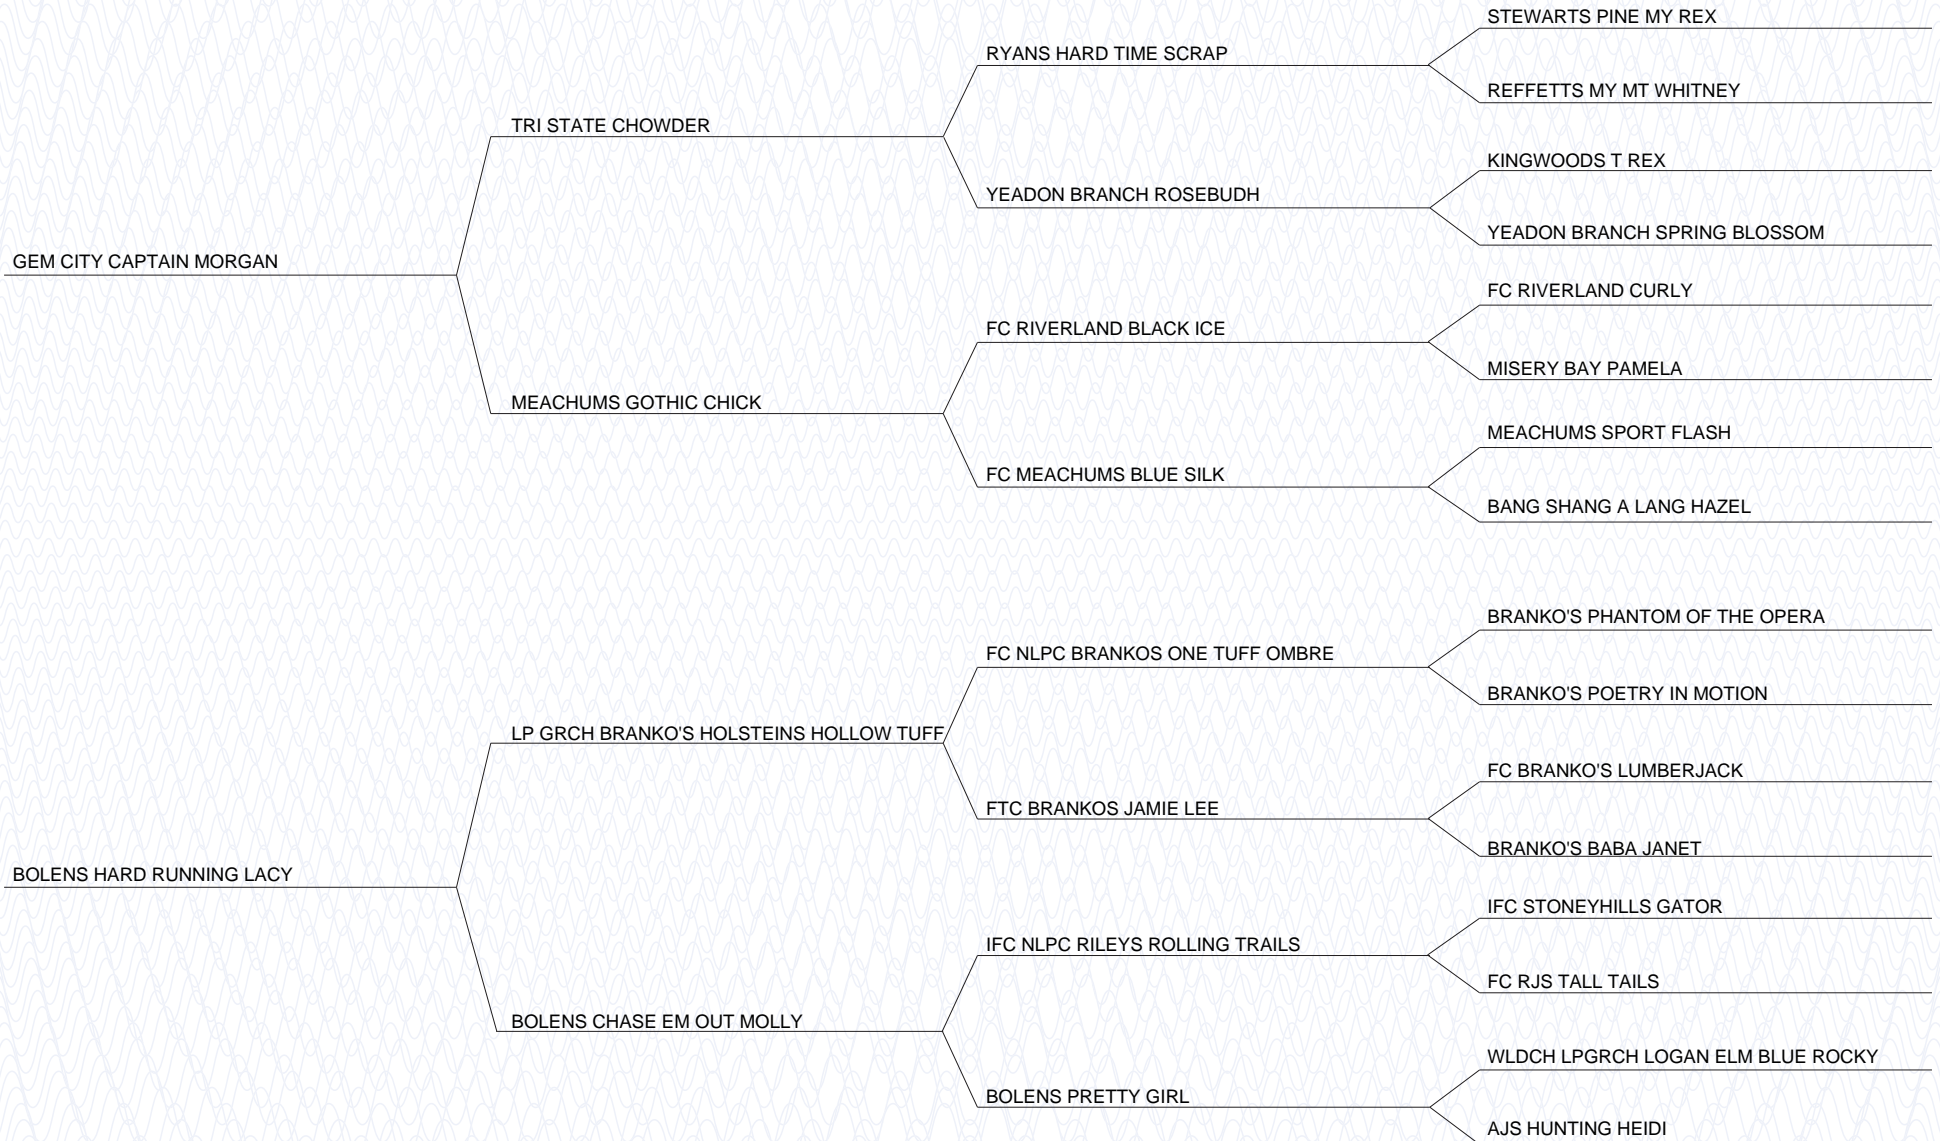 STEWARTS PINE MY REX
RYANS HARD TIME SCRAP
REFFETTS MY MT WHITNEY
TRI STATE CHOWDER
KINGWOODS T REX
YEADON BRANCH ROSEBUDH
YEADON BRANCH SPRING BLOSSOM
GEM CITY CAPTAIN MORGAN
FC RIVERLAND CURLY
FC RIVERLAND BLACK ICE
MISERY BAY PAMELA
MEACHUMS GOTHIC CHICK
MEACHUMS SPORT FLASH
FC MEACHUMS BLUE SILK
BANG SHANG A LANG HAZEL
BRANKO'S PHANTOM OF THE OPERA
FC NLPC BRANKOS ONE TUFF OMBRE
BRANKO'S POETRY IN MOTION
LP GRCH BRANKO'S HOLSTEINS HOLLOW TUFF
FC BRANKO'S LUMBERJACK
FTC BRANKOS JAMIE LEE
BRANKO'S BABA JANET
BOLENS HARD RUNNING LACY
IFC STONEYHILLS GATOR
IFC NLPC RILEYS ROLLING TRAILS
FC RJS TALL TAILS
BOLENS CHASE EM OUT MOLLY
WLDCH LPGRCH LOGAN ELM BLUE ROCKY
BOLENS PRETTY GIRL
AJS HUNTING HEIDI